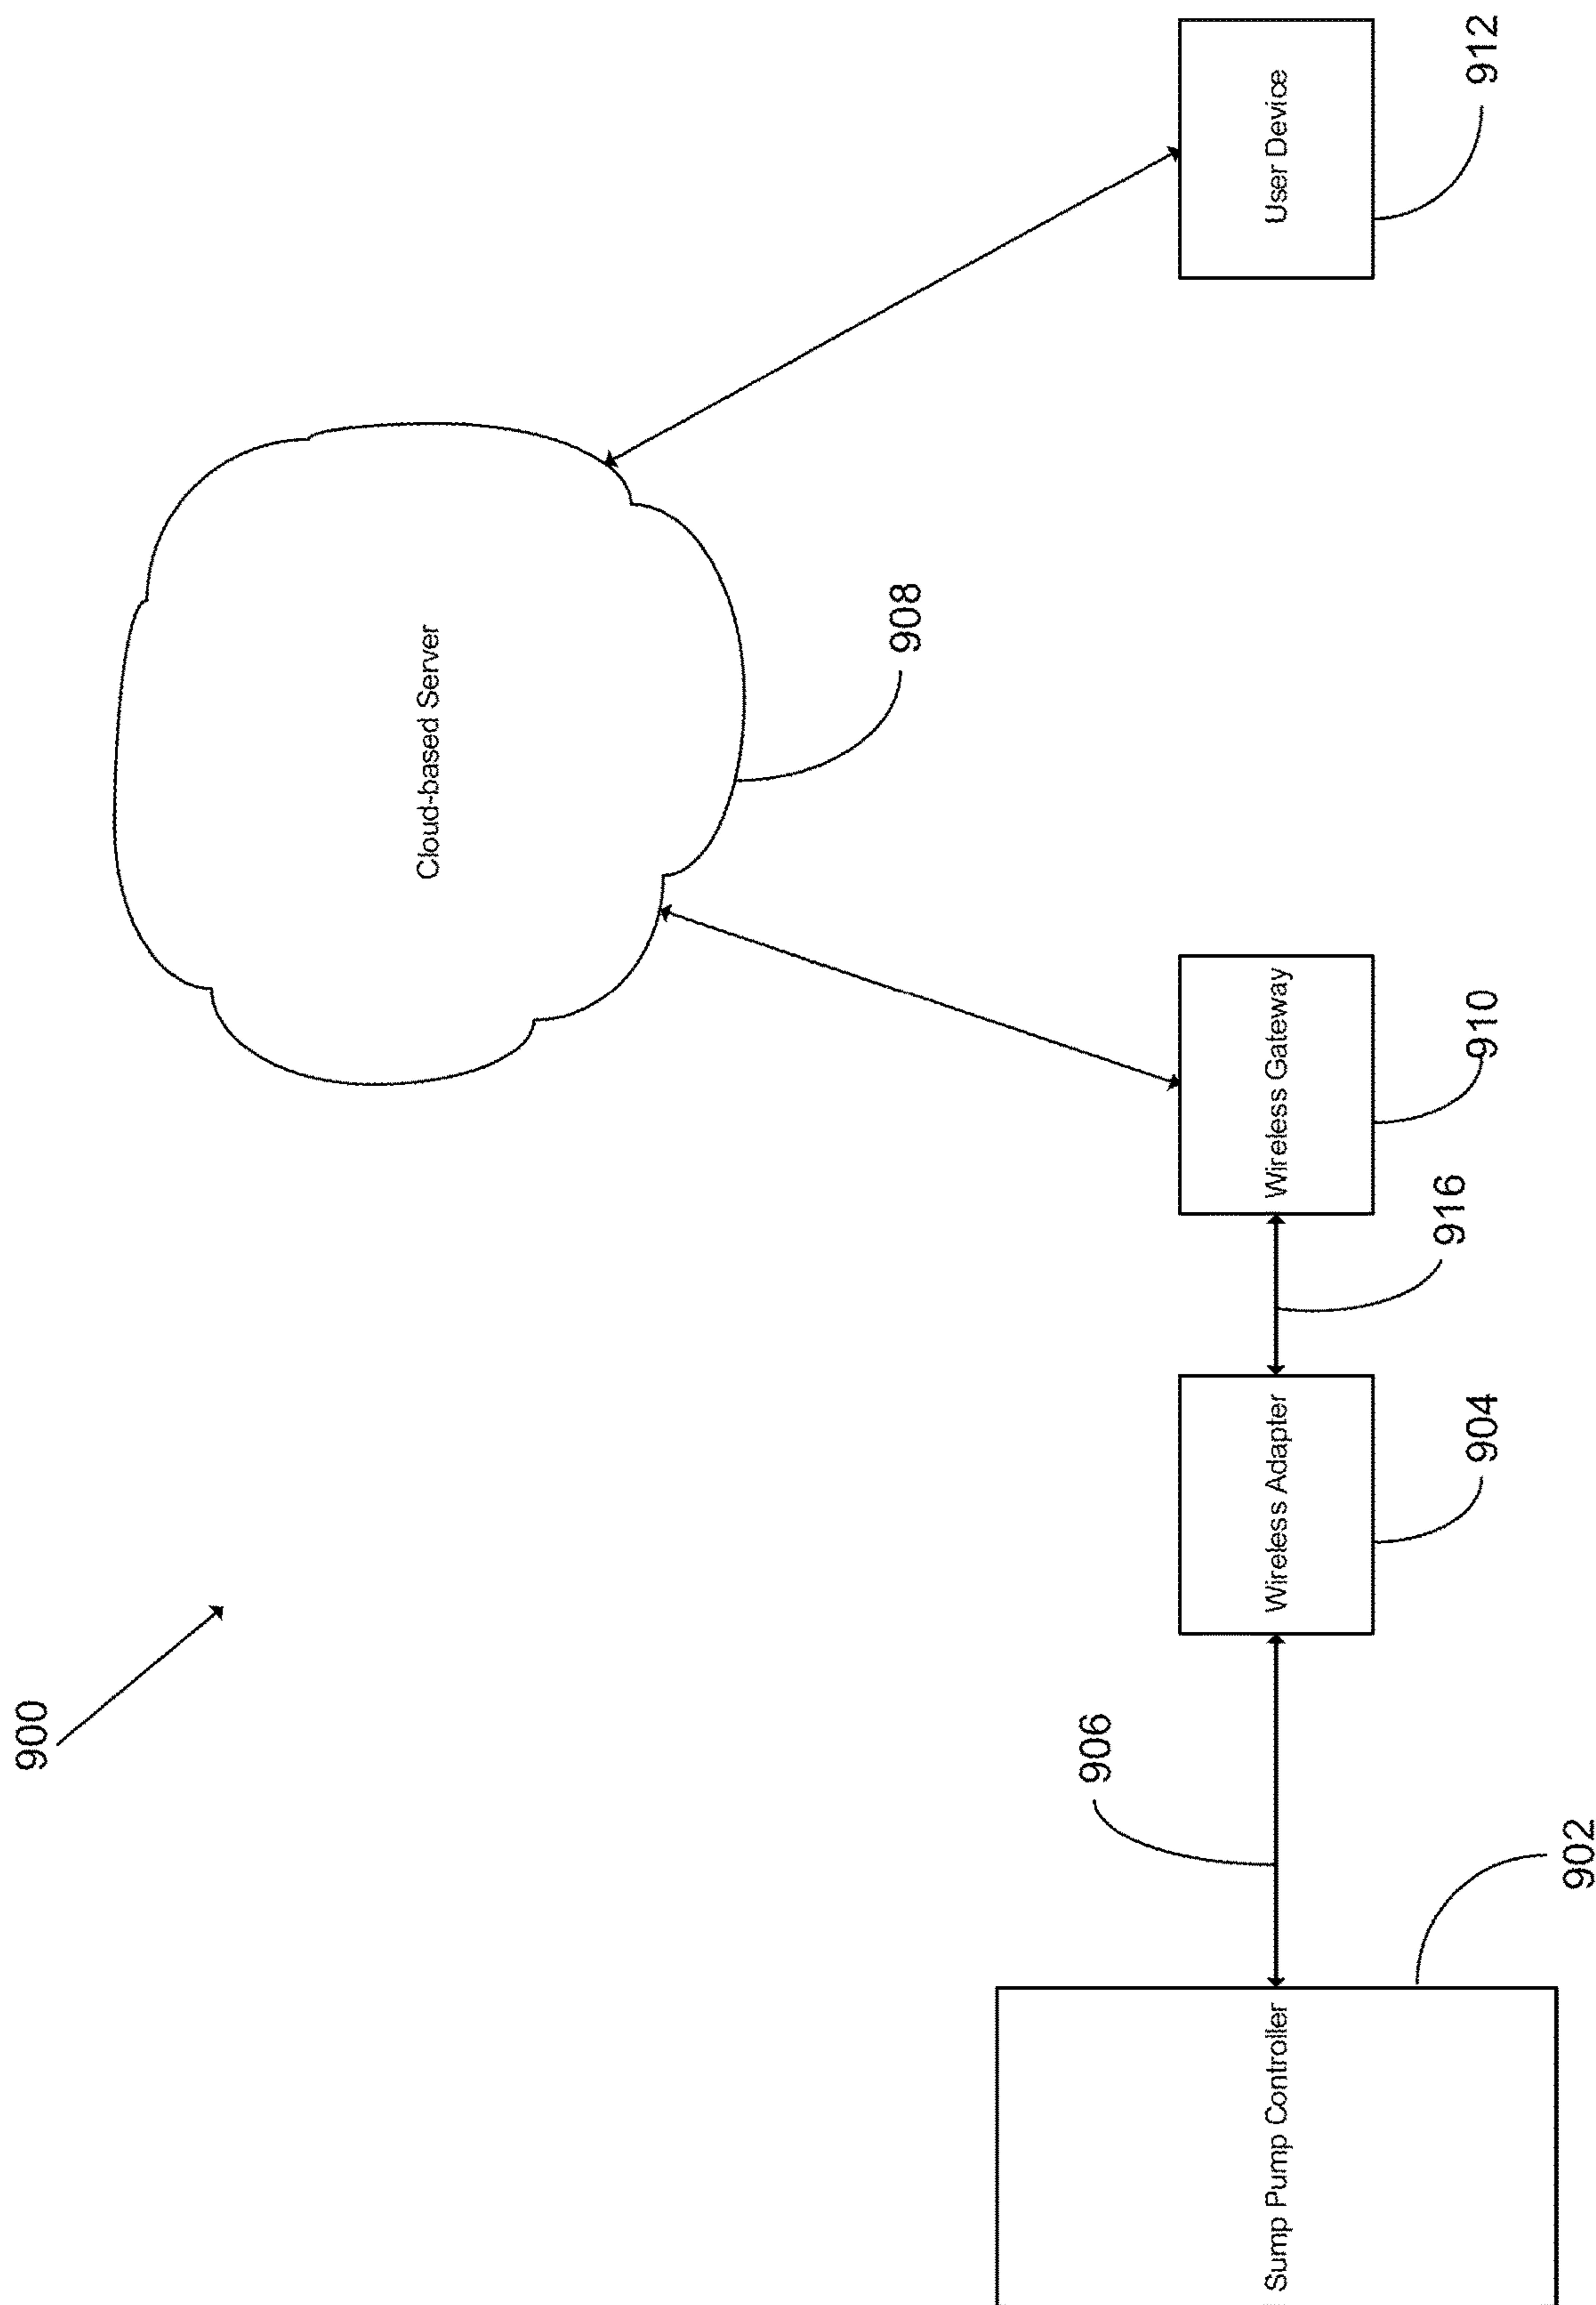 900
Cloud-based Server
908
906
Sump Pump Controller
Wireless Adapter
Wireless Gateway
User Device
916
902
904
910
912